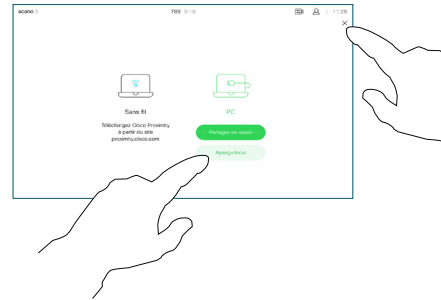 acano >
789 0:18
11:28
Sans fil
Téléchargez Cisco Proximity
à partir du site
proximity.cisco.com
PC
Partager en appel
Aperçu local